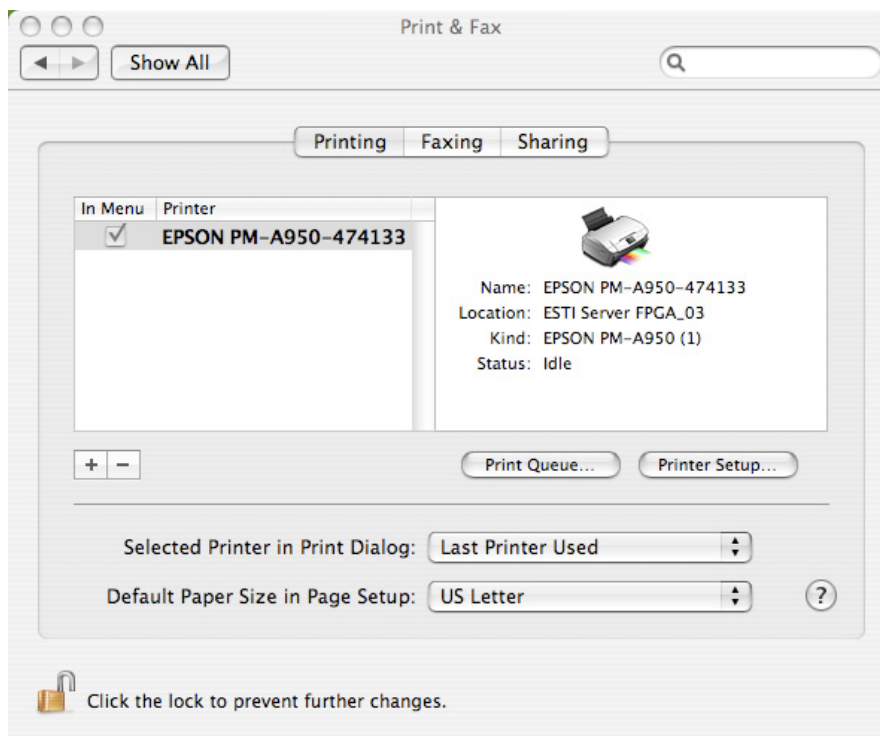 Print & Fax
Show All
Printing Faxing Sharing
In Menu Printer
EPSON PM-A950-474133
Name: EPSON PM-A950-474133
Location: ESTI Server FPGA_03
Kind: EPSON PM-A950 (1)
Status: Idle
+ −
Print Queue... Printer Setup...
Selected Printer in Print Dialog: Last Printer Used
Default Paper Size in Page Setup: US Letter ?
Click the lock to prevent further changes.